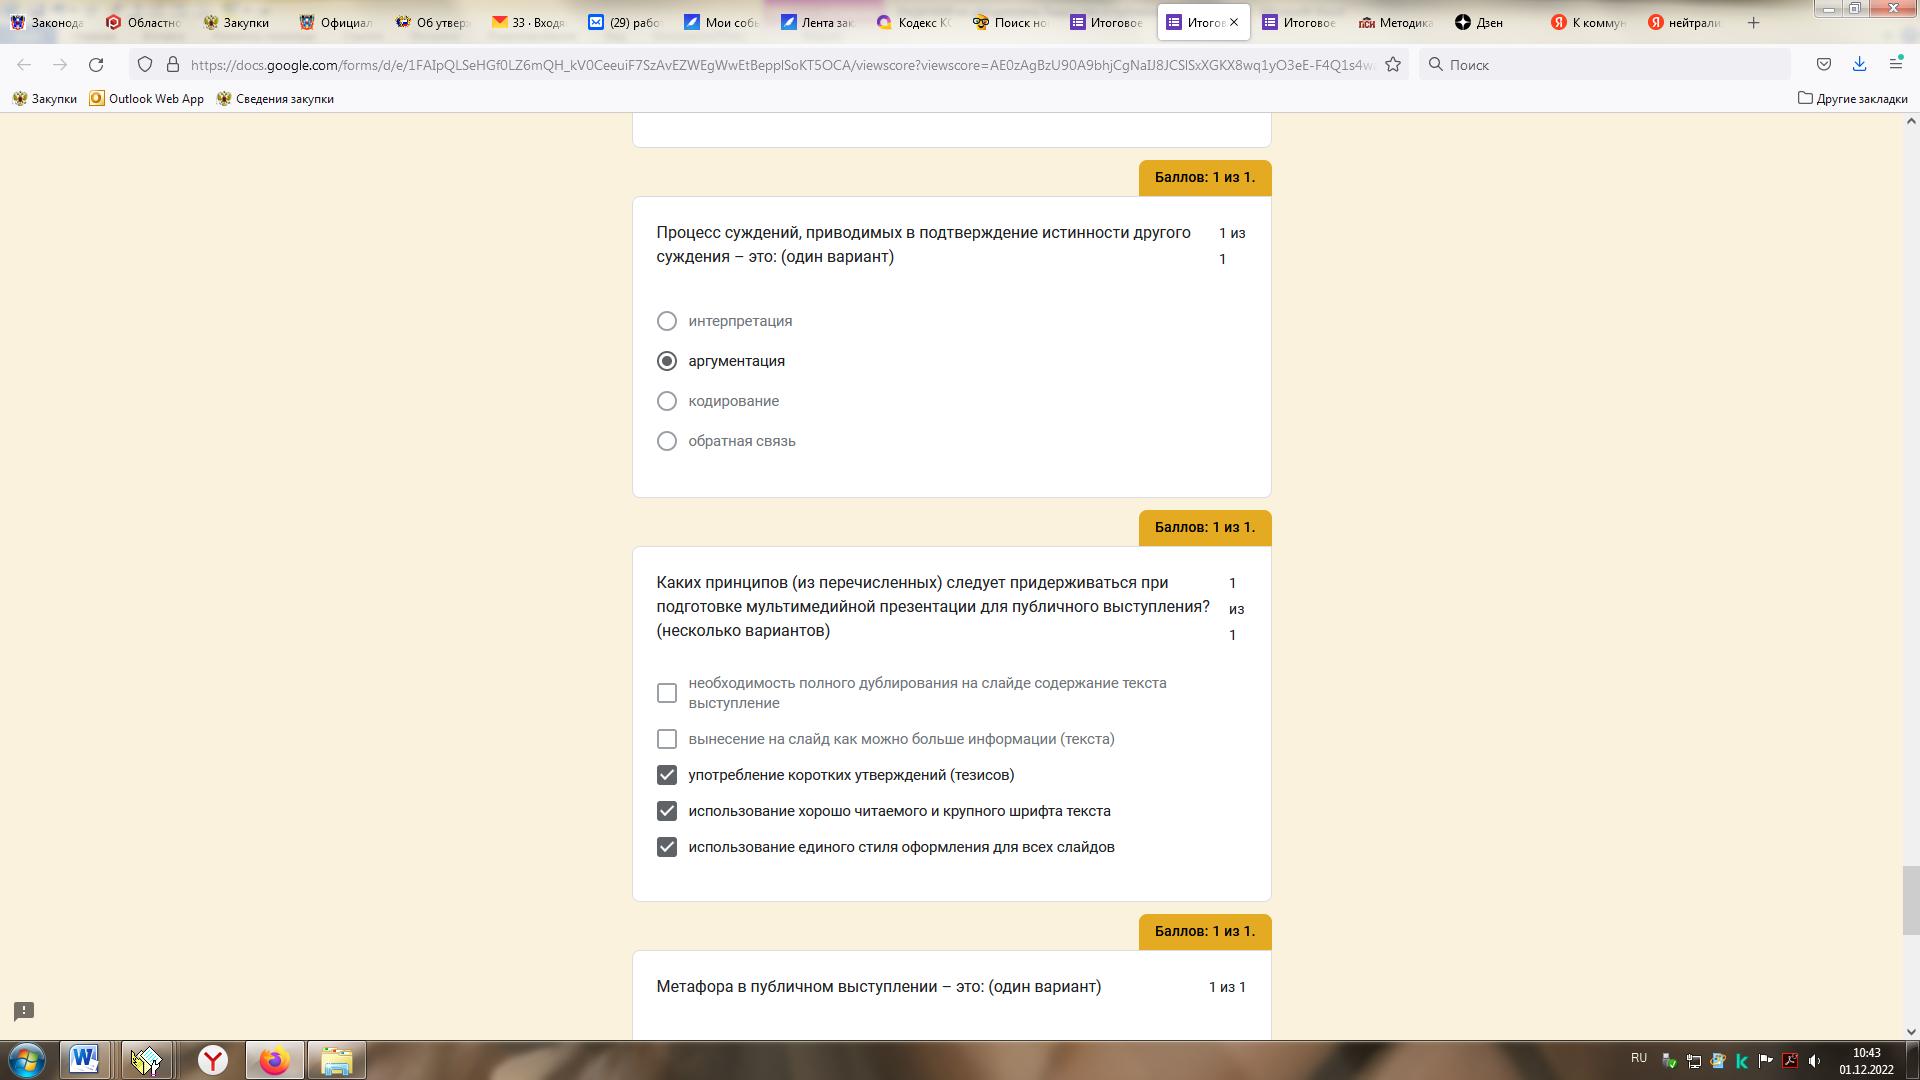 Законода
Областно
Закупки
Официал
Об утвер
33 · Входя
(29) рабо
Мои собы
Лента зак
Кодекс КО
Поиск но
Итоговое
Итогов
Итоговое
Методика
Дзен
К коммун
нейтрали
https://docs.google.com/forms/d/e/1FAIpQLSeHGf0LZ6mQH_kV0CeeuiF7SzAvEZWEgWwEtBepplSoKT5OCA/viewscore?viewscore=AE0zAgBzU90A9bhjCgNaIJ8JCSlSxXGKX8wq1yO3eE-F4Q1s4w
Поиск
Закупки
Outlook Web App
Сведения закупки
Другие закладки
Баллов: 1 из 1.
Процесс суждений, приводимых в подтверждение истинности другого
суждения – это: (один вариант)
1 из
1
интерпретация
аргументация
кодирование
обратная связь
Баллов: 1 из 1.
Каких принципов (из перечисленных) следует придерживаться при
подготовке мультимедийной презентации для публичного выступления?
(несколько вариантов)
1
из
1
необходимость полного дублирования на слайде содержание текста
выступление
вынесение на слайд как можно больше информации (текста)
употребление коротких утверждений (тезисов)
использование хорошо читаемого и крупного шрифта текста
использование единого стиля оформления для всех слайдов
Баллов: 1 из 1.
Метафора в публичном выступлении – это: (один вариант)
1 из 1
RU
10:43
01.12.2022